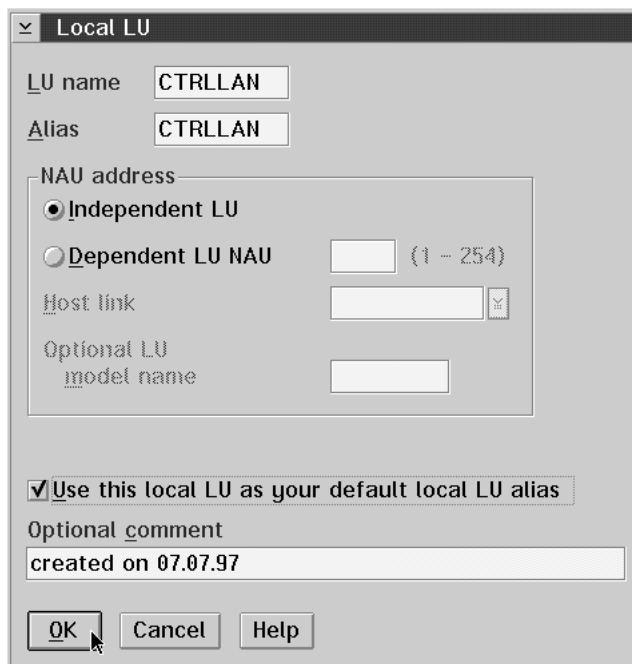 Local LU
LU name CTRLLAN
Alias CTRLLAN
NAU address
Independent LU
Dependent LU NAU (1 - 254)
Host link
Optional LU
model name
Use this local LU as your default local LU alias
Optional comment
created on 07.07.97
OK Cancel Help